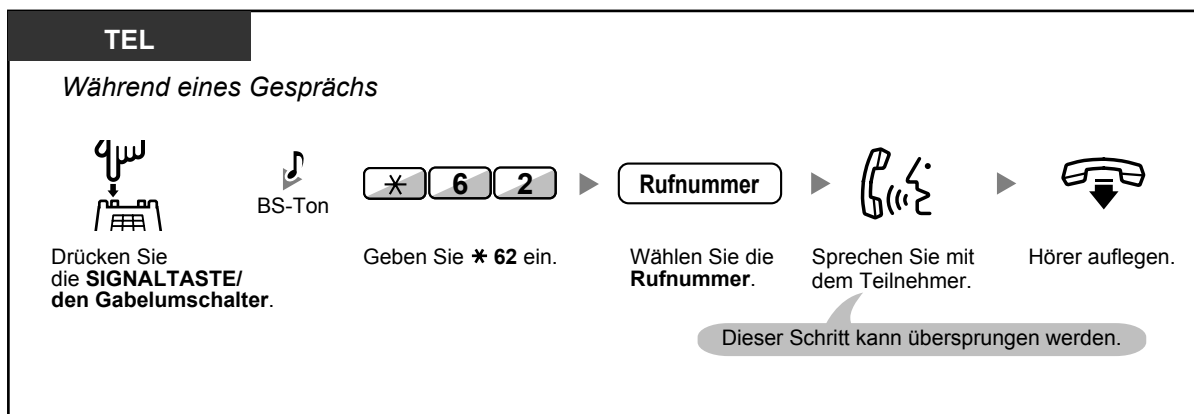 TEL
Während eines Gesprächs
BS-Ton
* 6 2
Rufnummer
Drücken Sie
die SIGNALTASTE/
den Gabelumschalter.
Geben Sie * 62 ein.
Wählen Sie die
Rufnummer.
Sprechen Sie mit
dem Teilnehmer.
Hörer auflegen.
Dieser Schritt kann übersprungen werden.